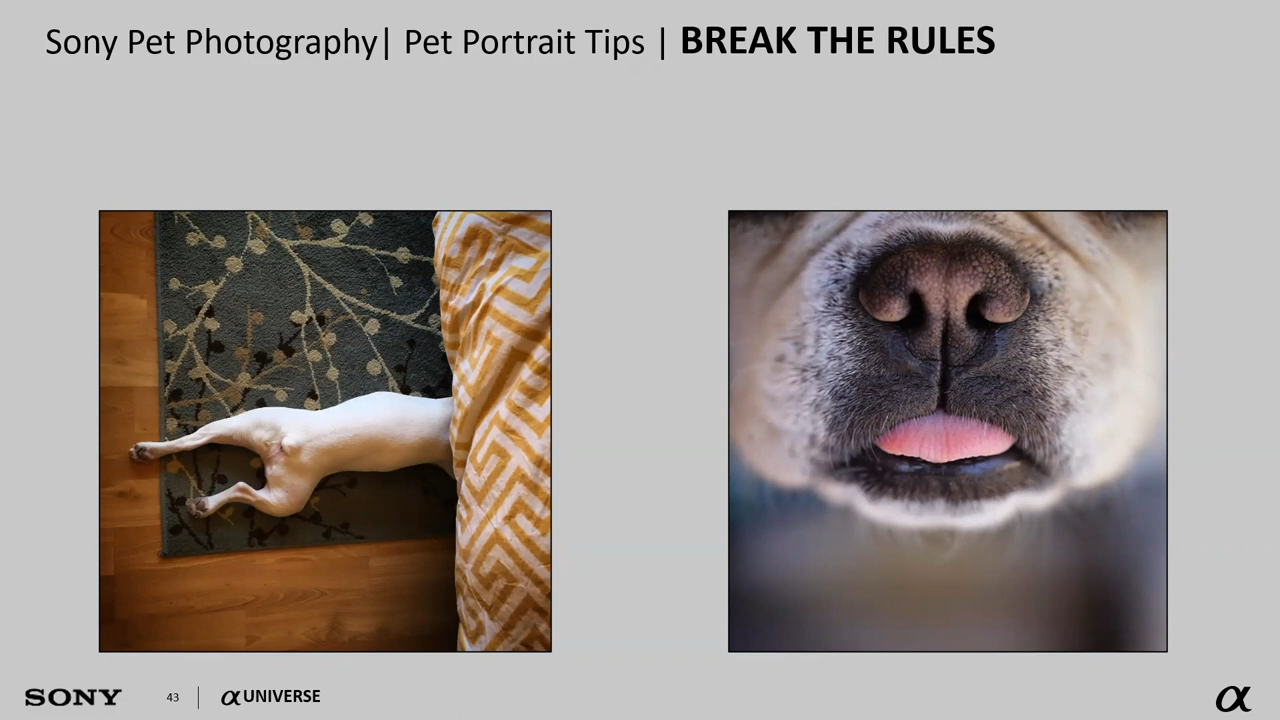 Sony Pet Photography| Pet Portrait Tips | BREAK THE RULES
SONY 43 | α UNIVERSE α